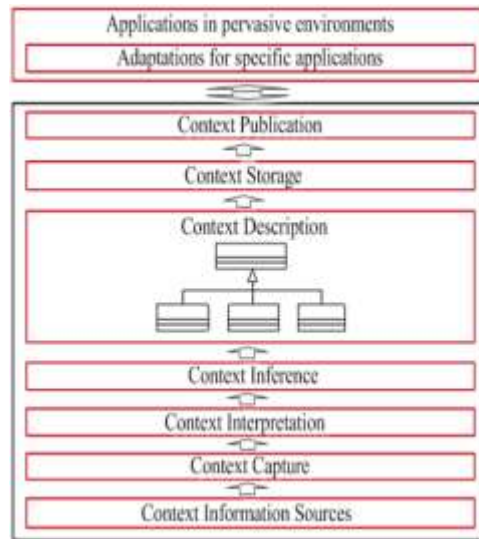 Applications in pervasive environments
Adaptations for specific applications
Context Publication
Context Storage
Context Description
Context Inference
Context Interpretation
Context Capture
Context Information Sources